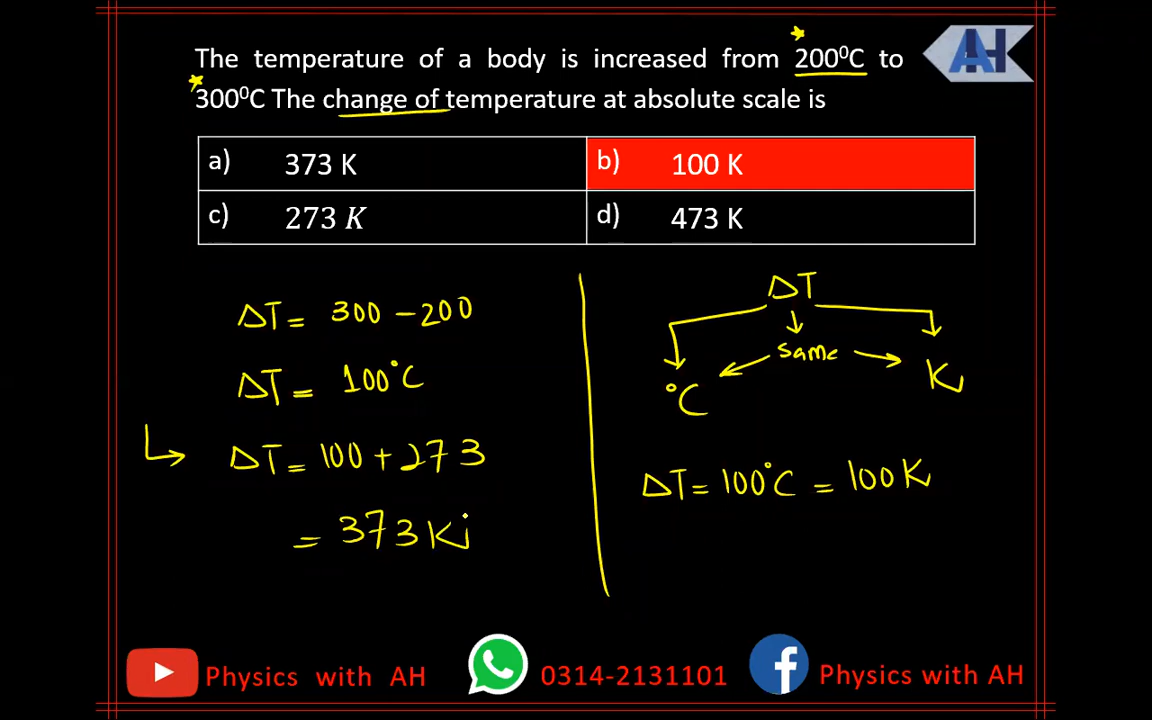 The temperature of a body is increased from 200⁰C to
300⁰C The change of temperature at absolute scale is
AH
a) 373 K
b) 100 K
c) 273 K
d) 473 K
ΔT = 300 - 200
ΔT = 100°C
ΔT = 100 + 273
= 373 K
ΔT
same
°C
K
ΔT = 100°C = 100 K
Physics with AH
0314-2131101
Physics with AH